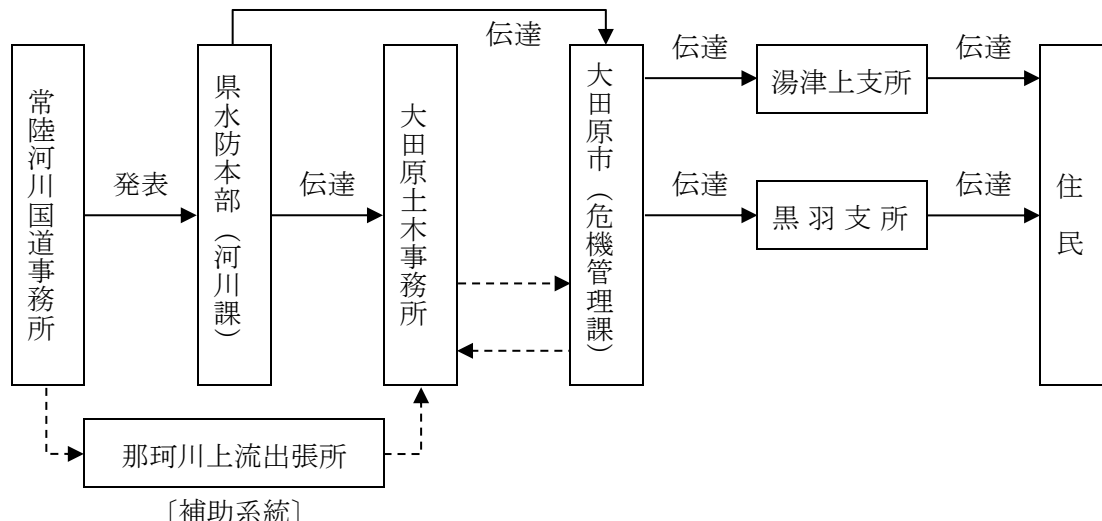 常陸河川国道事務所
発表
県水防本部（河川課）
伝達
大田原土木事務所
伝達
大田原市（危機管理課）
伝達
湯津上支所
伝達
伝達
黒羽支所
伝達
住民
那珂川上流出張所
〔補助系統〕